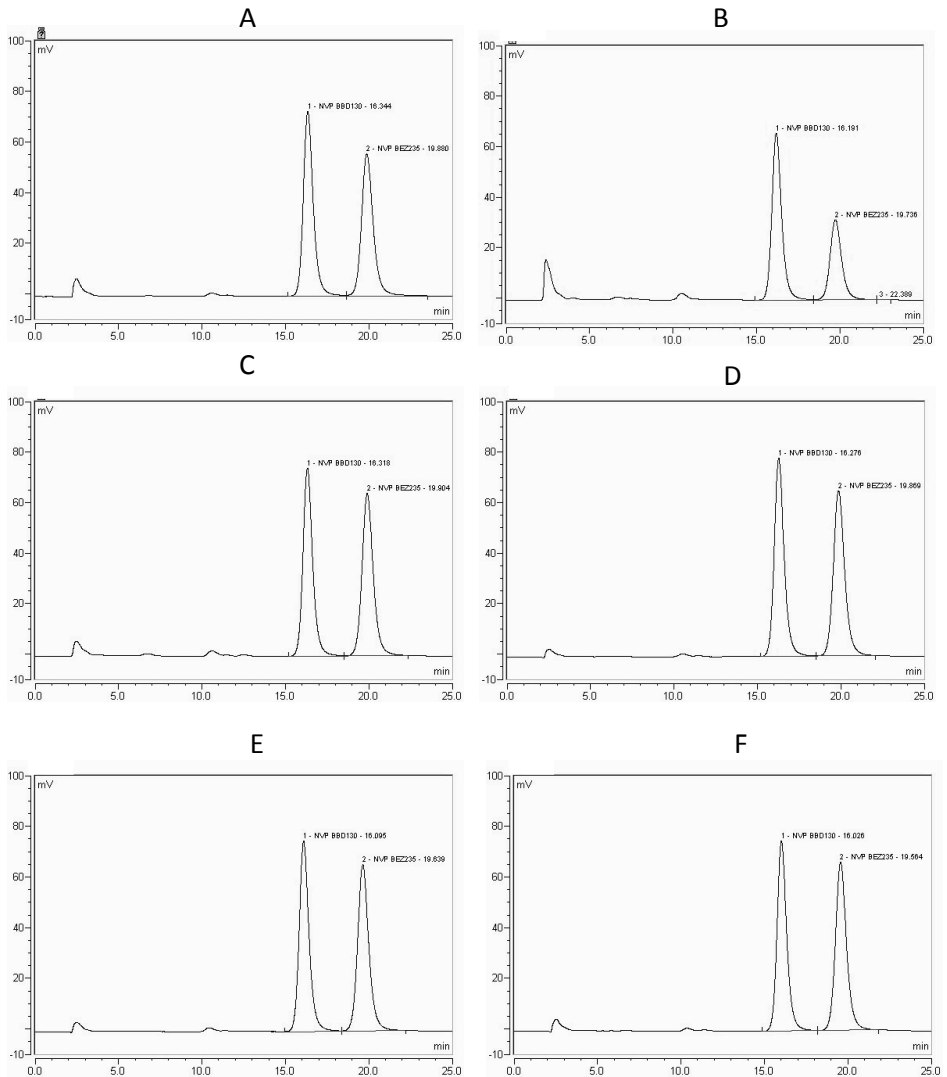 A
B
100
80
60
40
20
-10
mV
1 - NVP BBD130 - 16.344
2 - NVP BEZ235 - 19.880
min
0.0 5.0 10.0 15.0 20.0 25.0
100
80
60
40
20
-10
mV
1 - NVP BBD130 - 16.191
2 - NVP BEZ235 - 19.736
3 - 22.389
min
0.0 5.0 10.0 15.0 20.0 25.0
C
D
100
80
60
40
20
-10
mV
1 - NVP BBD130 - 16.318
2 - NVP BEZ235 - 19.904
min
0.0 5.0 10.0 15.0 20.0 25.0
100
80
60
40
20
-10
mV
1 - NVP BBD130 - 16.276
2 - NVP BEZ235 - 19.869
min
0.0 5.0 10.0 15.0 20.0 25.0
E
F
100
80
60
40
20
-10
mV
1 - NVP BBD130 - 16.095
2 - NVP BEZ235 - 19.639
min
0.0 5.0 10.0 15.0 20.0 25.0
100
80
60
40
20
-10
mV
1 - NVP BBD130 - 16.026
2 - NVP BEZ235 - 19.564
min
0.0 5.0 10.0 15.0 20.0 25.0